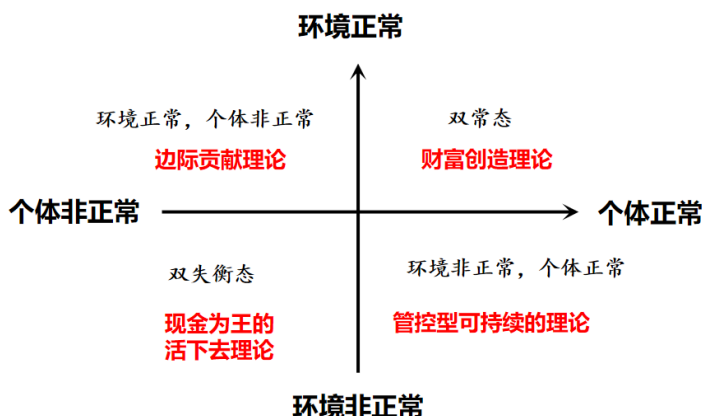 环境正常
环境正常，个体非正常
双常态
边际贡献理论
财富创造理论
个体非正常
个体正常
双失衡态
环境非正常，个体正常
现金为王的
活下去理论
管控型可持续的理论
环境非正常